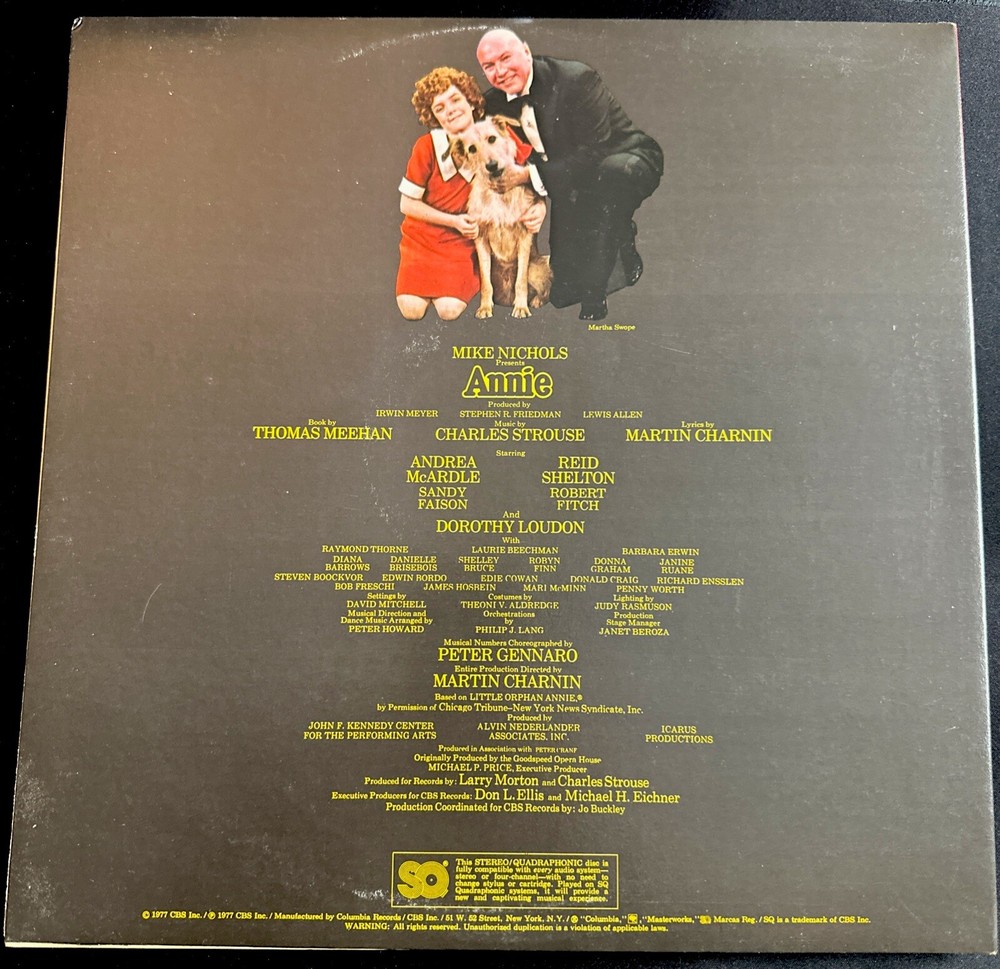 Martha Swope
MIKE NICHOLS
Presents
Annie
Produced by
IRWIN MEYER STEPHEN R. FRIEDMAN LEWIS ALLEN
Book by Music by Lyrics by
THOMAS MEEHAN CHARLES STROUSE MARTIN CHARNIN
Starring
ANDREA REID
McARDLE SHELTON
SANDY ROBERT
FAISON FITCH
And
DOROTHY LOUDON
With
RAYMOND THORNE LAURIE BEECHMAN BARBARA ERWIN
DIANA DANIELLE SHELLEY ROBYN DONNA JANINE
BARROWS BRISEBOIS BRUCE FINN GRAHAM RUANE
STEVEN BOOCKVOR EDWIN BORDO EDIE COWAN DONALD CRAIG RICHARD ENSSLEN
BOB FRESCHI JAMES HOSBEIN MARI McMINN PENNY WORTH
Settings by Costumes by Lighting by
DAVID MITCHELL THEONI V. ALDREDGE JUDY RASMUSON
Musical Direction and Orchestrations Production
Dance Music Arranged by by Stage Manager
PETER HOWARD PHILIP J. LANG JANET BEROZA
Musical Numbers Choreographed by
PETER GENNARO
Entire Production Directed by
MARTIN CHARNIN
Based on LITTLE ORPHAN ANNIE,®
by Permission of Chicago Tribune–New York News Syndicate, Inc.
Produced by
JOHN F. KENNEDY CENTER ALVIN NEDERLANDER ICARUS
FOR THE PERFORMING ARTS ASSOCIATES, INC. PRODUCTIONS
Produced in Association with PETER CRANE
Originally Produced by the Goodspeed Opera House
MICHAEL P. PRICE, Executive Producer
Produced for Records by: Larry Morton and Charles Strouse
Executive Producers for CBS Records: Don L. Ellis and Michael H. Eichner
Production Coordinated for CBS Records by: Jo Buckley
SQ®
This STEREO/QUADRAPHONIC disc is
fully compatible with every audio system—
stereo or four-channel—with no need to
change stylus or cartridge. Played on SQ
Quadraphonic systems, it will provide a
new and captivating musical experience.
© 1977 CBS Inc. / ℗ 1977 CBS Inc. / Manufactured by Columbia Records / CBS Inc. / 51 W. 52 Street, New York, N.Y. / ® "Columbia," "Masterworks," Marcas Reg. / SQ is a trademark of CBS Inc.
WARNING: All rights reserved. Unauthorized duplication is a violation of applicable laws.